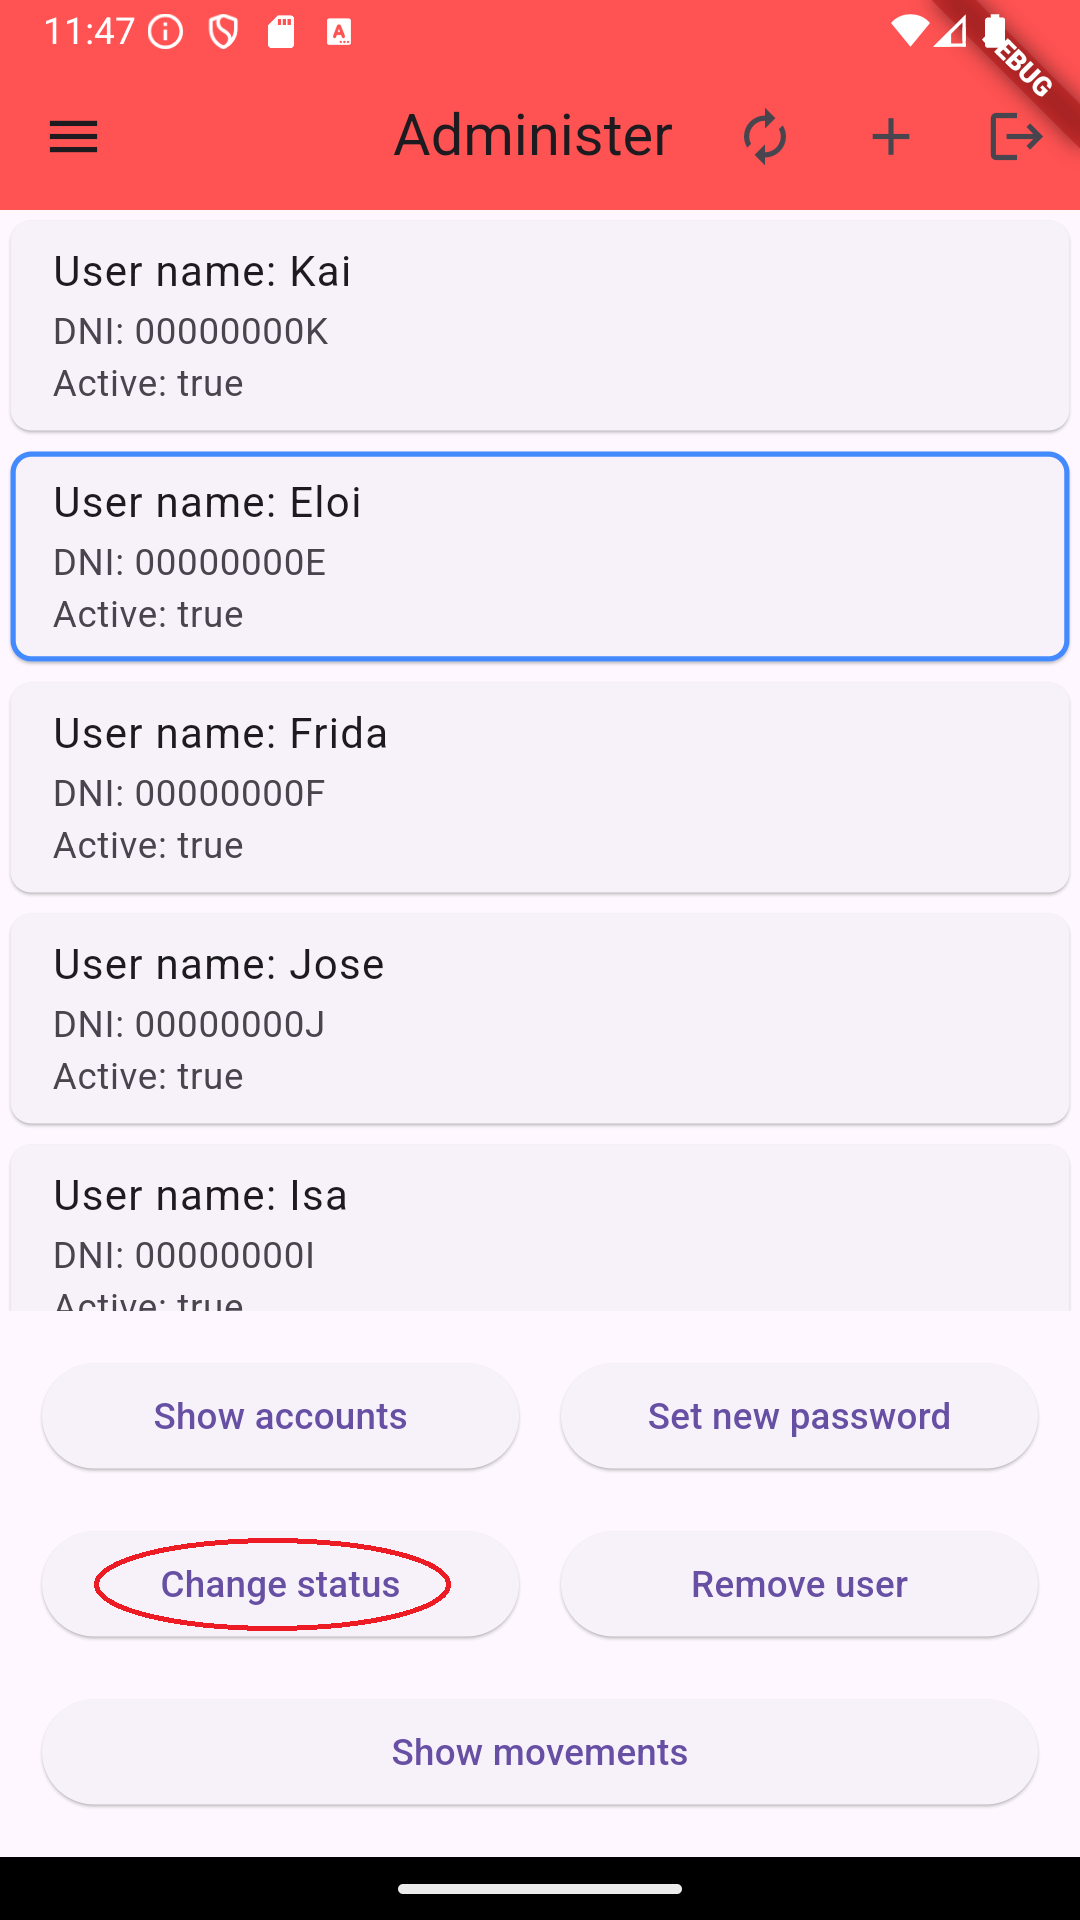 11:47
EBUG
Administer
User name: Kai
DNI: 00000000K
Active: true
User name: Eloi
DNI: 00000000E
Active: true
User name: Frida
DNI: 00000000F
Active: true
User name: Jose
DNI: 00000000J
Active: true
User name: Isa
DNI: 00000000I
Active: true
Show accounts
Set new password
Change status
Remove user
Show movements